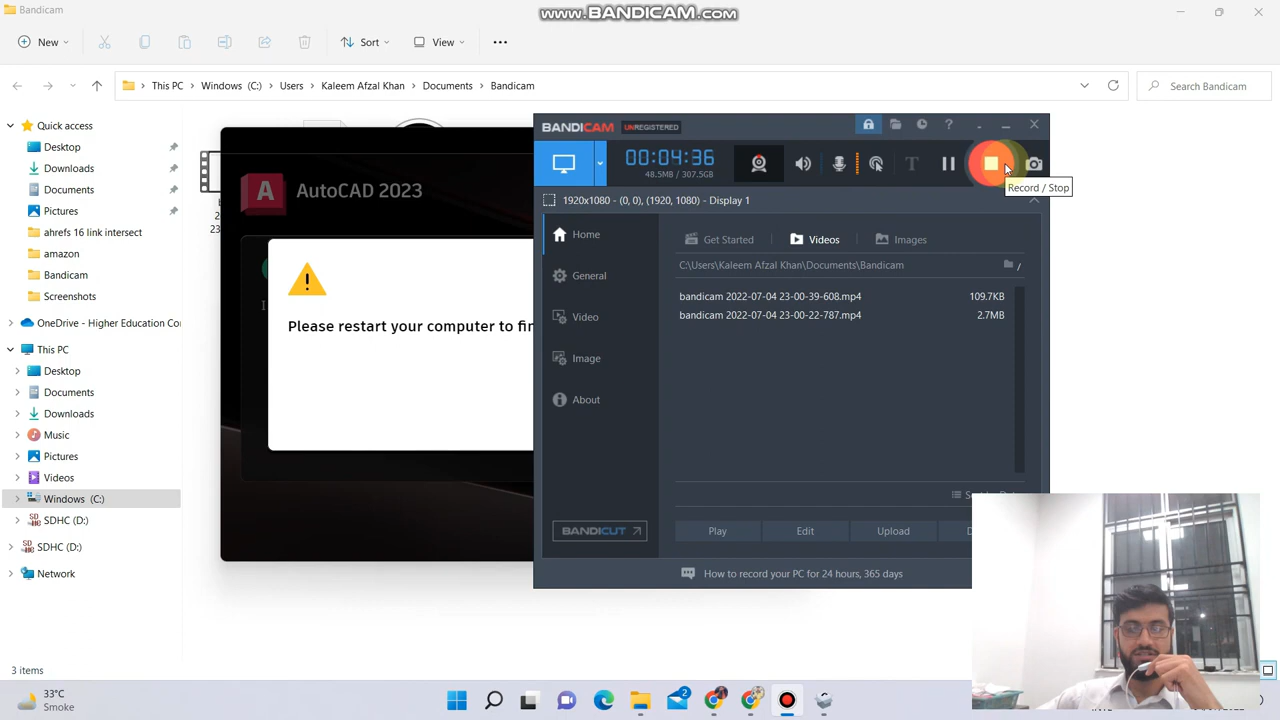 Bandicam
www.BANDICAM.com
New
Sort
View
This PC > Windows (C:) > Users > Kaleem Afzal Khan > Documents > Bandicam
Search Bandicam
Quick access
Desktop
Downloads
Documents
Pictures
ahrefs 16 link intersect
amazon
Bandicam
Screenshots
OneDrive - Higher Education Co
This PC
Desktop
Documents
Downloads
Music
Pictures
Videos
Windows (C:)
SDHC (D:)
SDHC (D:)
Network
3 items
A AutoCAD 2023
Please restart your computer to fin
BANDICAM UNREGISTERED
00:04:36
48.5MB / 307.5GB
Record / Stop
1920x1080 - (0, 0), (1920, 1080) - Display 1
Home
General
Video
Image
About
BANDICUT
Get Started
Videos
Images
C:\Users\Kaleem Afzal Khan\Documents\Bandicam
bandicam 2022-07-04 23-00-39-608.mp4 109.7KB
bandicam 2022-07-04 23-00-22-787.mp4 2.7MB
Play
Edit
Upload
How to record your PC for 24 hours, 365 days
33°C
Smoke
2